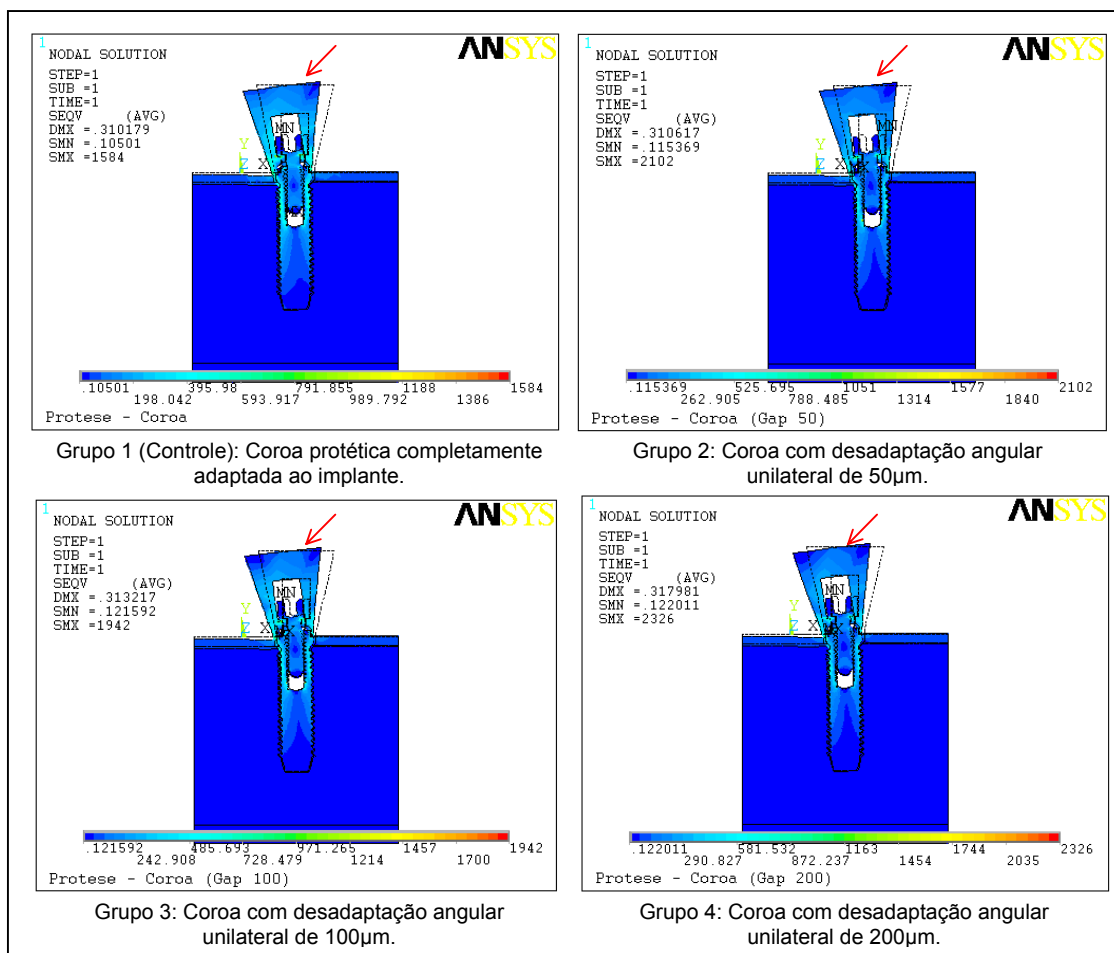 1
NODAL SOLUTION
ANSYS
STEP=1
SUB =1
TIME=1
SEQV (AVG)
DMX =.310179
SMN =.10501
SMX =1584
MN
Y
Z X
.10501 395.98 791.855 1188 1584
198.042 593.917 989.792 1386
Protese - Coroa
Grupo 1 (Controle): Coroa protética completamente
adaptada ao implante.
1
NODAL SOLUTION
ANSYS
STEP=1
SUB =1
TIME=1
SEQV (AVG)
DMX =.310617
SMN =.115369
SMX =2102
MN
Y
Z X
.115369 525.695 1051 1577 2102
262.905 788.485 1314 1840
Protese - Coroa (Gap 50)
Grupo 2: Coroa com desadaptação angular
unilateral de 50µm.
1
NODAL SOLUTION
ANSYS
STEP=1
SUB =1
TIME=1
SEQV (AVG)
DMX =.313217
SMN =.121592
SMX =1942
MN
Y
Z X
.121592 485.693 971.265 1457 1942
242.908 728.479 1214 1700
Protese - Coroa (Gap 100)
Grupo 3: Coroa com desadaptação angular
unilateral de 100µm.
1
NODAL SOLUTION
ANSYS
STEP=1
SUB =1
TIME=1
SEQV (AVG)
DMX =.317981
SMN =.122011
SMX =2326
MN
Y
Z X
.122011 581.532 1163 1744 2326
290.827 872.237 1454 2035
Protese - Coroa (Gap 200)
Grupo 4: Coroa com desadaptação angular
unilateral de 200µm.